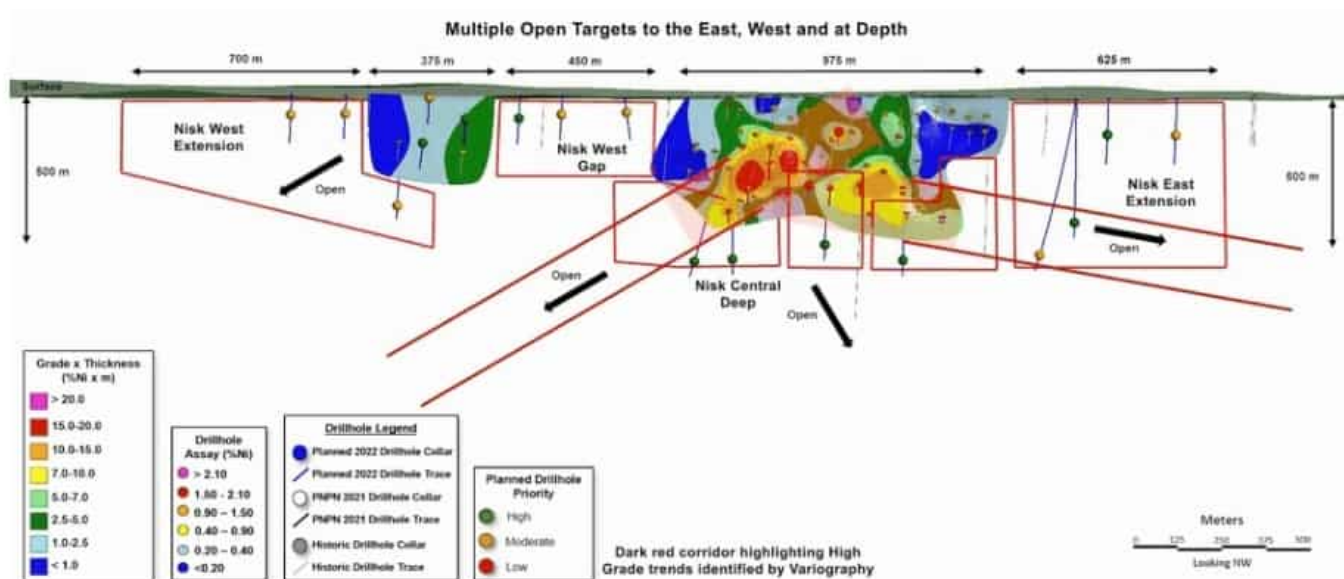 Multiple Open Targets to the East, West and at Depth
700 m
375 m
450 m
975 m
625 m
Surface
Nisk West
Extension
Nisk West
Gap
Nisk East
Extension
500 m
600 m
Open
Open
Open
Open
Nisk Central
Deep
Grade x Thickness
(%Ni x m)
> 20.0
15.0-20.0
10.0-15.0
7.0-10.0
5.0-7.0
2.5-5.0
1.0-2.5
< 1.0
Drillhole
Assay (%Ni)
> 2.10
1.50 - 2.10
0.90 – 1.50
0.40 – 0.90
0.20 – 0.40
<0.20
Drillhole Legend
Planned 2022 Drillhole Collar
Planned 2022 Drillhole Trace
PNPN 2021 Drillhole Collar
PNPN 2021 Drillhole Trace
Historic Drillhole Collar
Historic Drillhole Trace
Planned Drillhole
Priority
High
Moderate
Low
Dark red corridor highlighting High
Grade trends identified by Variography
Meters
0 125 250 375 500
Looking NW